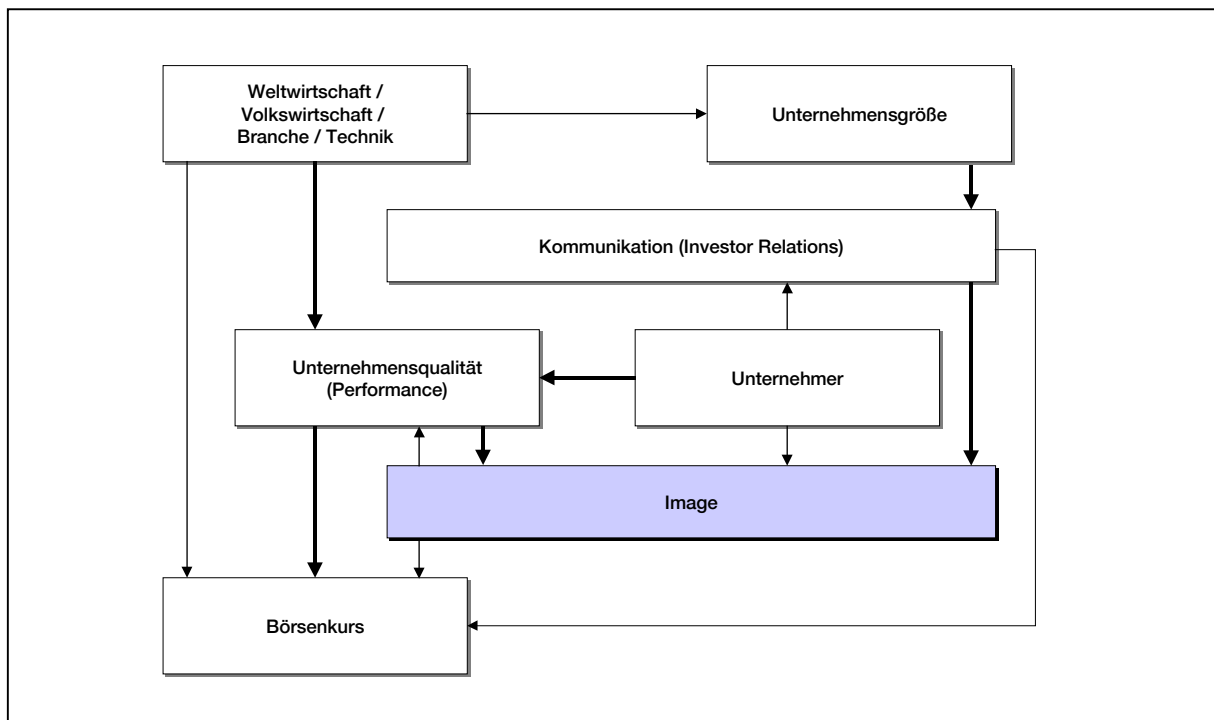 Weltwirtschaft /
Volkswirtschaft /
Branche / Technik
Unternehmensgröße
Kommunikation (Investor Relations)
Unternehmensqualität
(Performance)
Unternehmer
Image
Börsenkurs